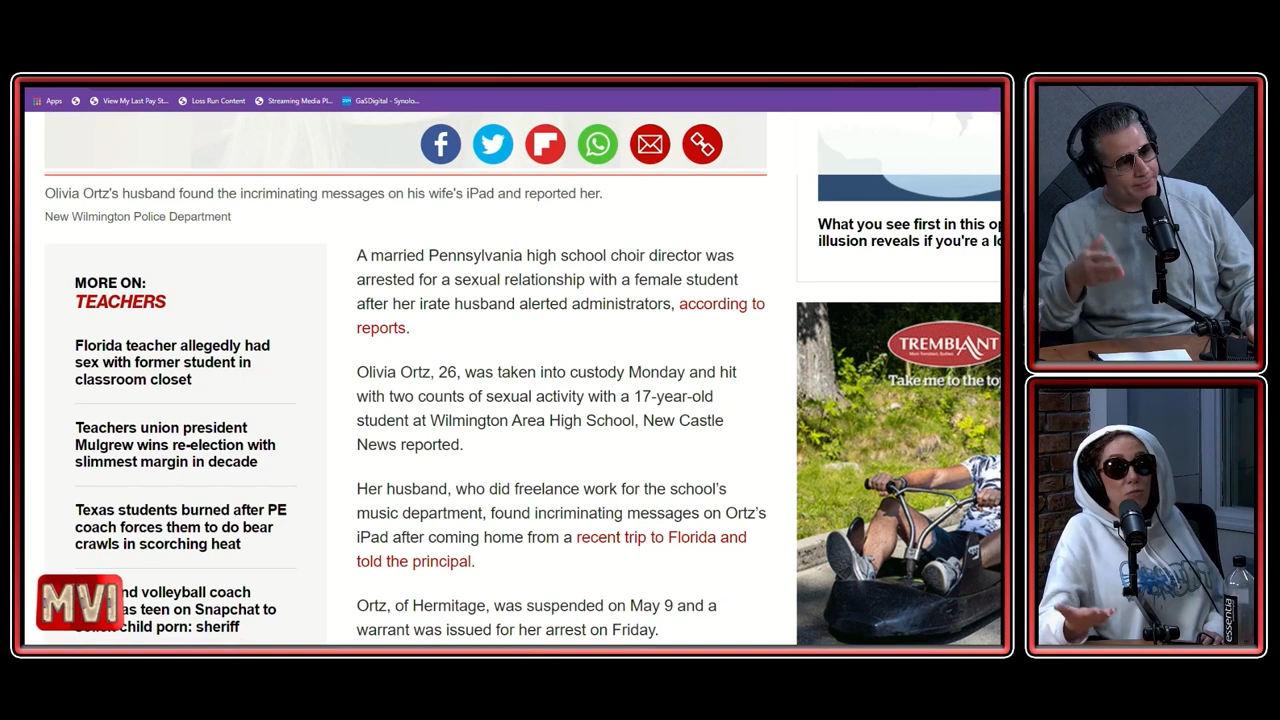 Apps
View My Last Pay St...
Loss Run Content
Streaming Media Pl...
GaSDigital - Synolo...
Olivia Ortz's husband found the incriminating messages on his wife's iPad and reported her.
New Wilmington Police Department
MORE ON:
TEACHERS
Florida teacher allegedly had
sex with former student in
classroom closet
Teachers union president
Mulgrew wins re-election with
slimmest margin in decade
Texas students burned after PE
coach forces them to do bear
crawls in scorching heat
nd volleyball coach
as teen on Snapchat to
child porn: sheriff
MVI
A married Pennsylvania high school choir director was
arrested for a sexual relationship with a female student
after her irate husband alerted administrators, according to
reports.
Olivia Ortz, 26, was taken into custody Monday and hit
with two counts of sexual activity with a 17-year-old
student at Wilmington Area High School, New Castle
News reported.
Her husband, who did freelance work for the school's
music department, found incriminating messages on Ortz's
iPad after coming home from a recent trip to Florida and
told the principal.
Ortz, of Hermitage, was suspended on May 9 and a
warrant was issued for her arrest on Friday.
What you see first in this op
illusion reveals if you're a lo
TREMBLANT
Take me to the to
essentia